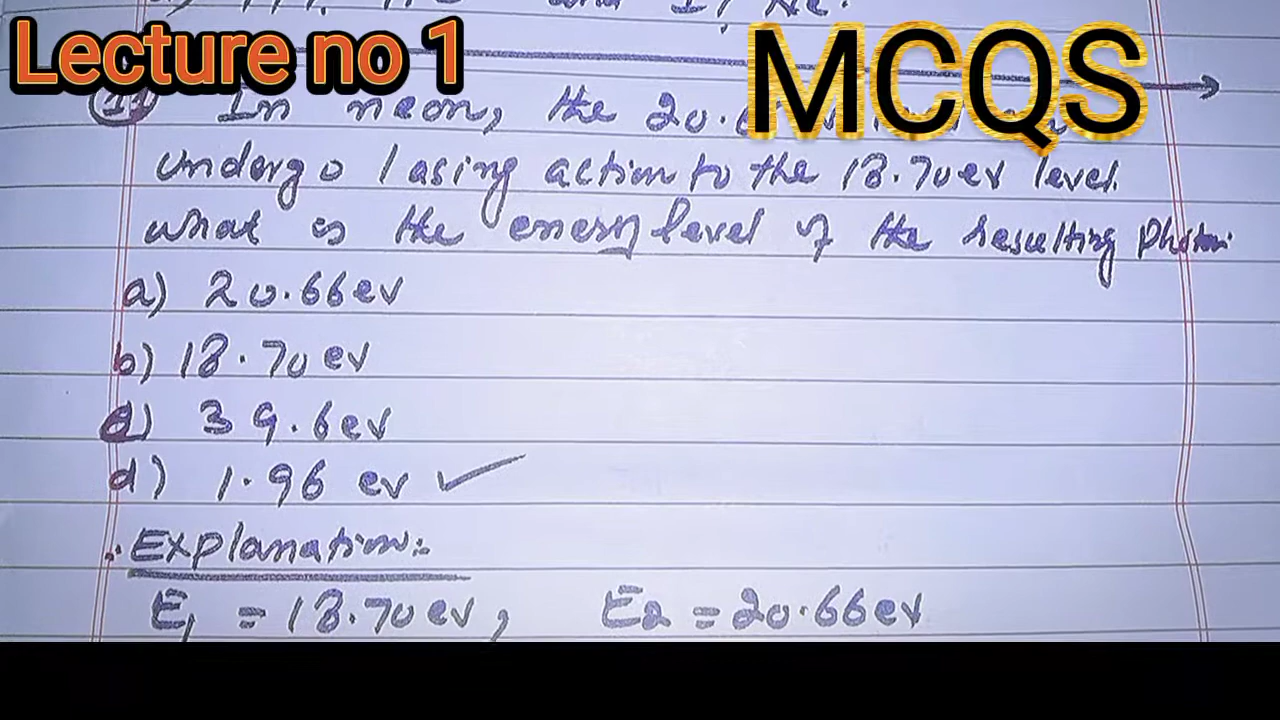 Lecture no 1
MCQS
(11) In neon, the 20.
undergo lasing action to the 18.70ev level.
what is the energy level of the resulting Photon.
a) 20.66ev
b) 18.70 ev
c) 39.6ev
d) 1.96 ev ✓
∴ Explanation:-
E1 = 18.70ev, E2 = 20.66ev